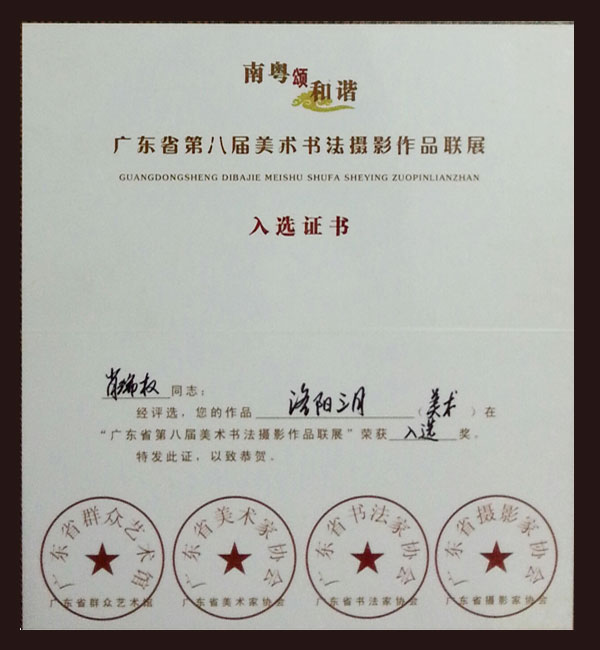 南粤颂和谐
广东省第八届美术书法摄影作品联展
GUANGDONGSHENG DIBAJIE MEISHU SHUFA SHEYING ZUOPINLIANZHAN
入选证书
肖瑞权 同志：
经评选，您的作品 洛阳三月 （美术）在
“广东省第八届美术书法摄影作品联展”荣获 入选 奖．
特发此证，以致恭贺．
广东省群众艺术馆 广东省美术家协会 广东省书法家协会 广东省摄影家协会
广东省群众艺术馆 广东省美术家协会 广东省书法家协会 广东省摄影家协会